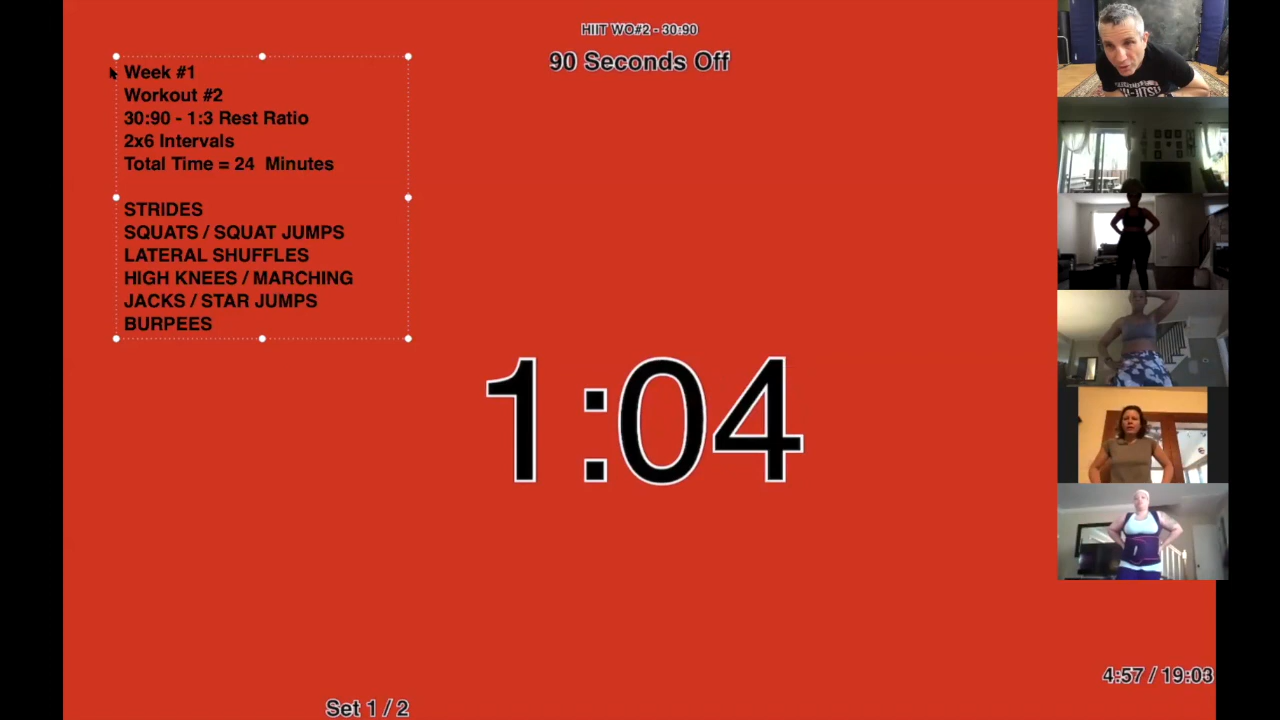 HIIT WO#2 - 30:90
90 Seconds Off
Week #1
Workout #2
30:90 - 1:3 Rest Ratio
2x6 Intervals
Total Time = 24  Minutes
STRIDES
SQUATS / SQUAT JUMPS
LATERAL SHUFFLES
HIGH KNEES / MARCHING
JACKS / STAR JUMPS
BURPEES
1:04
4:57 / 19:03
Set 1 / 2